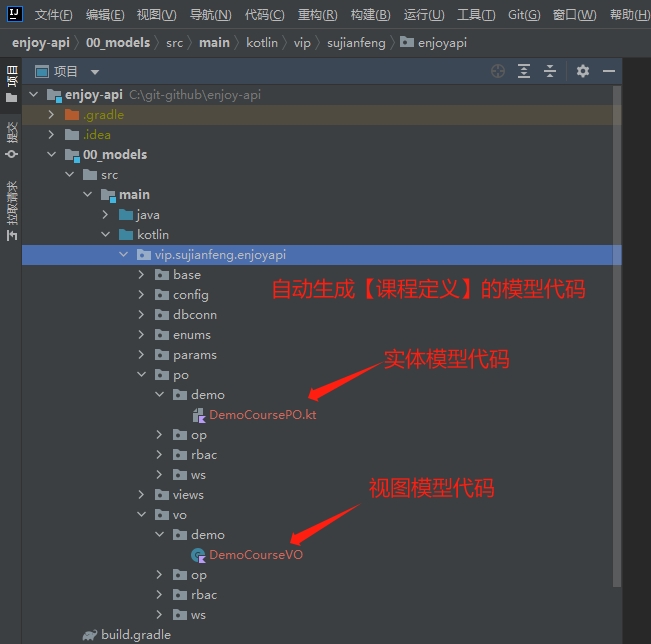 IJ 文件(F) 编辑(E) 视图(V) 导航(N) 代码(C) 重构(R) 构建(B) 运行(U) 工具(T) Git(G) 窗口(W) 帮助(H)
enjoy-api 00_models src main kotlin vip sujianfeng enjoyapi
项目
提交
拉取请求
项目
enjoy-api C:\git-github\enjoy-api
.gradle
.idea
00_models
src
main
java
kotlin
vip.sujianfeng.enjoyapi
base
config
自动生成【课程定义】的模型代码
dbconn
enums
params
实体模型代码
po
demo
DemoCoursePO.kt
op
rbac
ws
视图模型代码
views
vo
demo
DemoCourseVO
op
rbac
ws
build.gradle